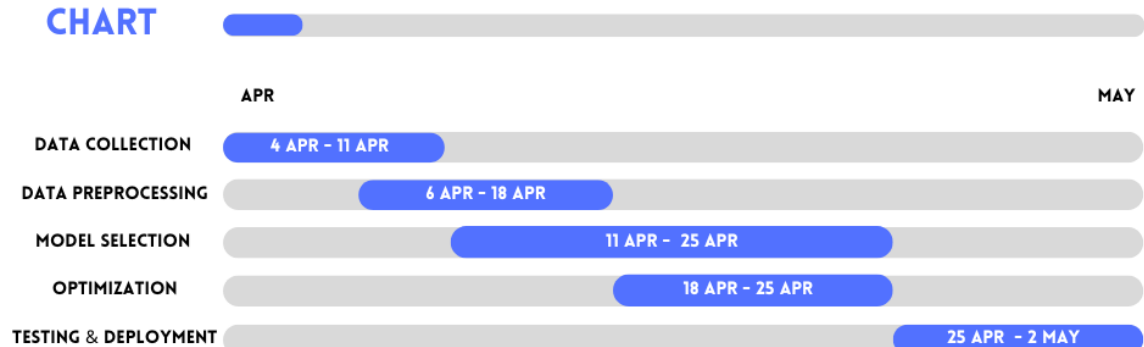 CHART
APR MAY
DATA COLLECTION 4 APR - 11 APR
DATA PREPROCESSING 6 APR - 18 APR
MODEL SELECTION 11 APR - 25 APR
OPTIMIZATION 18 APR - 25 APR
TESTING & DEPLOYMENT 25 APR - 2 MAY